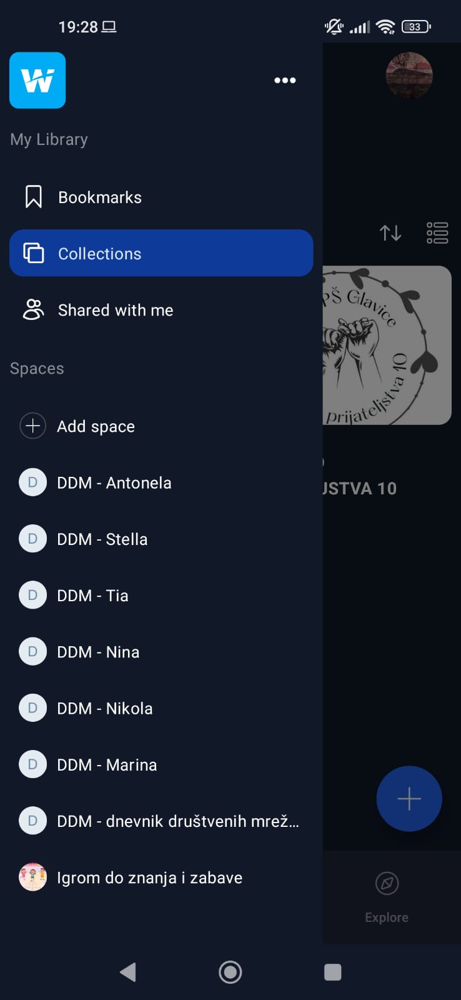 19:28
33
W
My Library
Bookmarks
Collections
Shared with me
PŠ Glavice
prijateljstva 10
Spaces
Add space
JSTVA 10
D DDM - Antonela
D DDM - Stella
D DDM - Tia
D DDM - Nina
D DDM - Nikola
D DDM - Marina
D DDM - dnevnik društvenih mrež...
Igrom do znanja i zabave
Explore